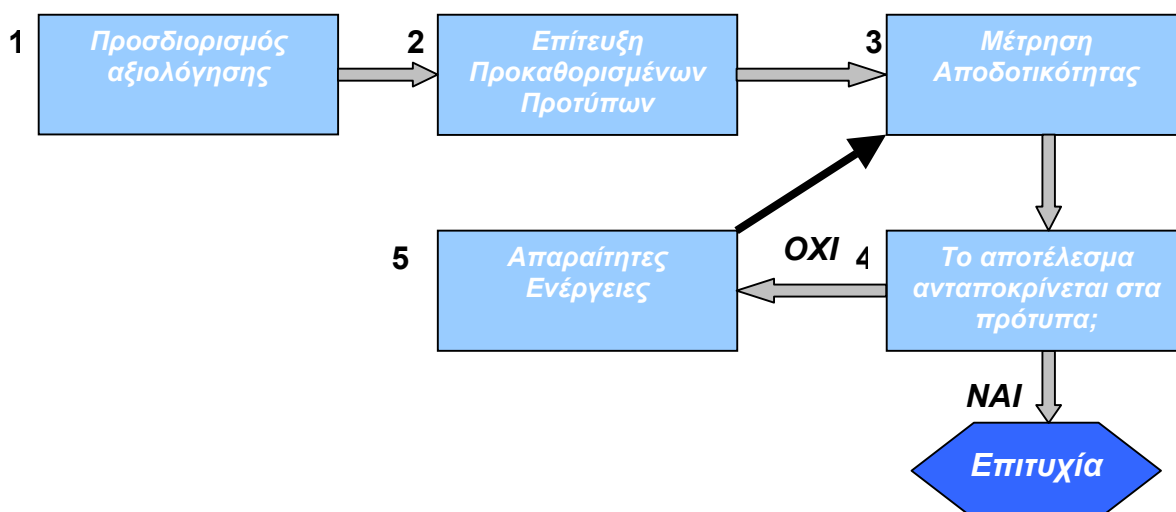 1
Προσδιορισμός
αξιολόγησης
2
Επίτευξη
Προκαθορισμένων
Προτύπων
3
Μέτρηση
Αποδοτικότητας
5
Απαραίτητες
Ενέργειες
ΟΧΙ
4
Το αποτέλεσμα
ανταποκρίνεται στα
πρότυπα;
ΝΑΙ
Επιτυχία